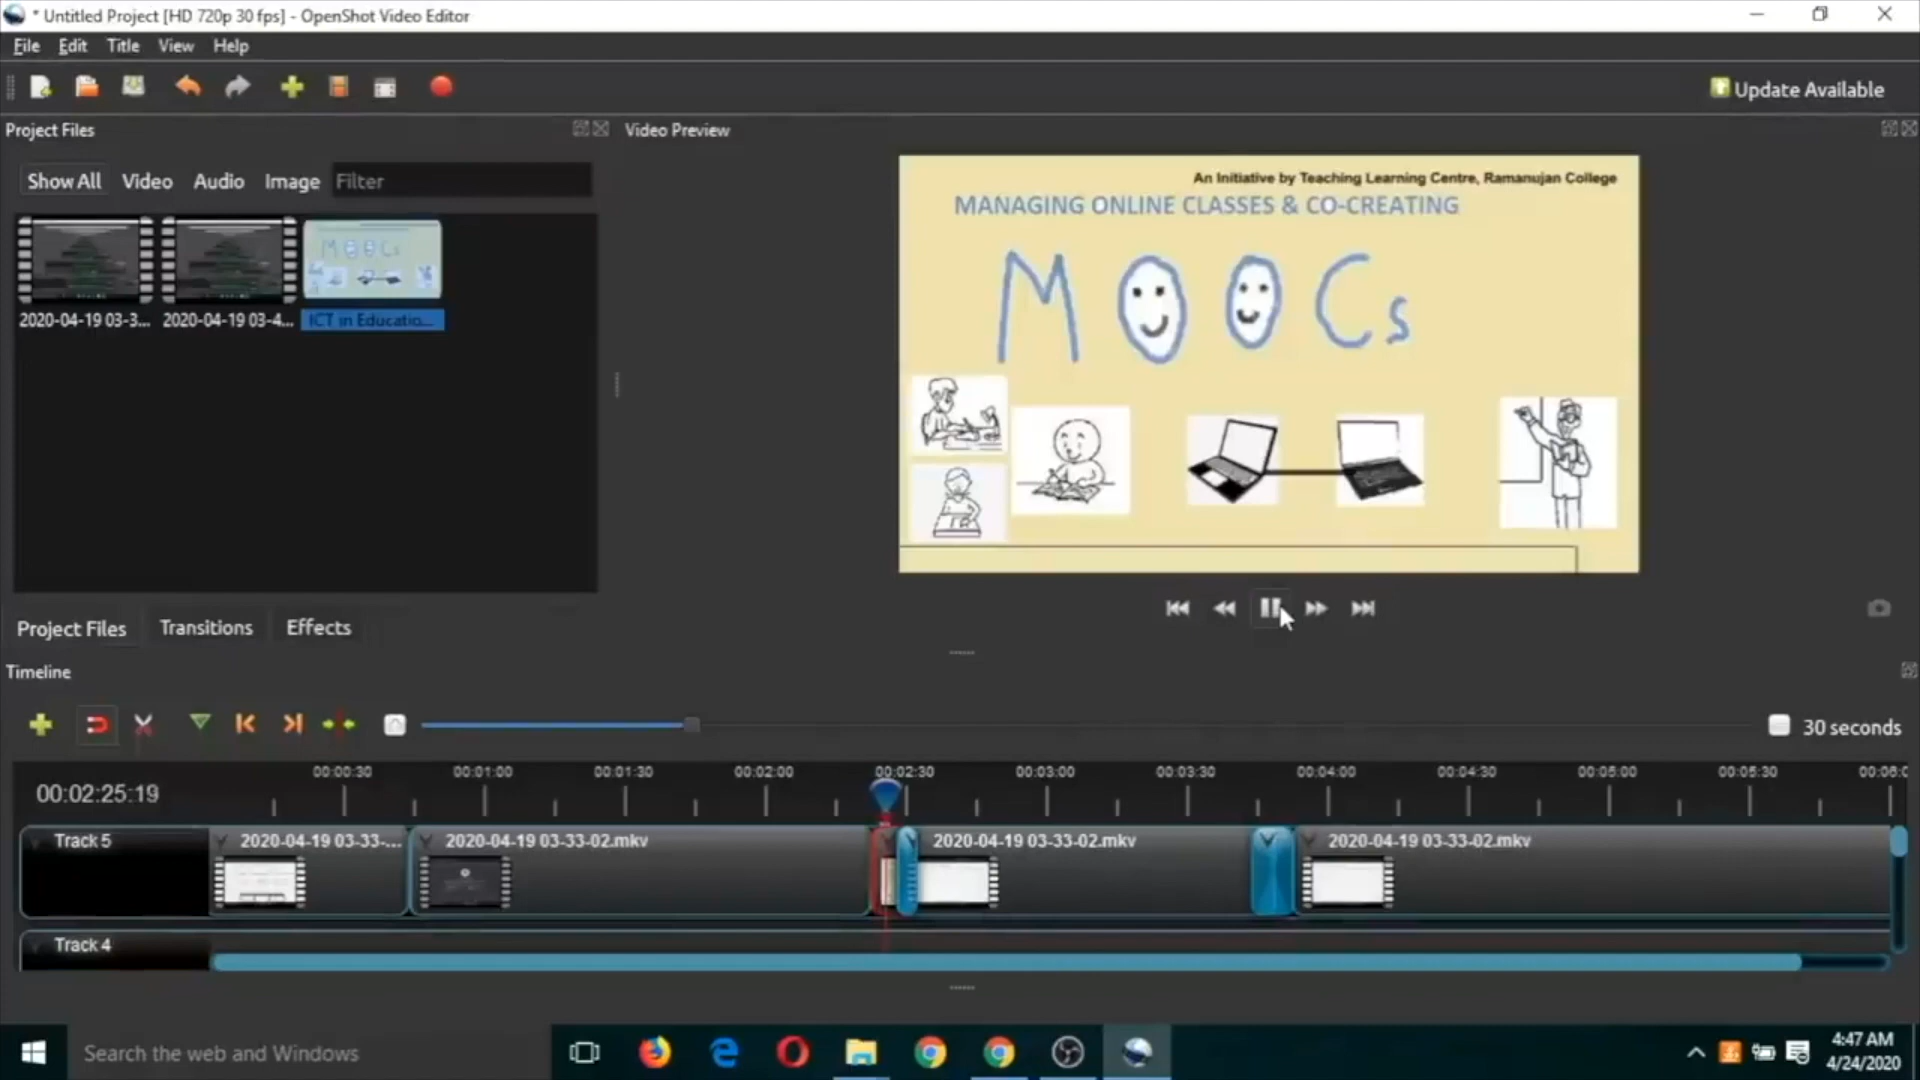 * Untitled Project [HD 720p 30 fps] - OpenShot Video Editor
File Edit Title View Help
Update Available
Project Files
Video Preview
Show All Video Audio Image Filter
An Initiative by Teaching Learning Centre, Ramanujan College
MANAGING ONLINE CLASSES & CO-CREATING
MOOCs
MOOCs
2020-04-19 03-3... 2020-04-19 03-4... ICT in Educatio...
Project Files Transitions Effects
Timeline
30 seconds
00:02:25:19
00:00:30 00:01:00 00:01:30 00:02:00 00:02:30 00:03:00 00:03:30 00:04:00 00:04:30 00:05:00 00:05:30
Track 5 2020-04-19 03-33-... 2020-04-19 03-33-02.mkv 2020-04-19 03-33-02.mkv 2020-04-19 03-33-02.mkv
Track 4
Search the web and Windows
4:47 AM
4/24/2020